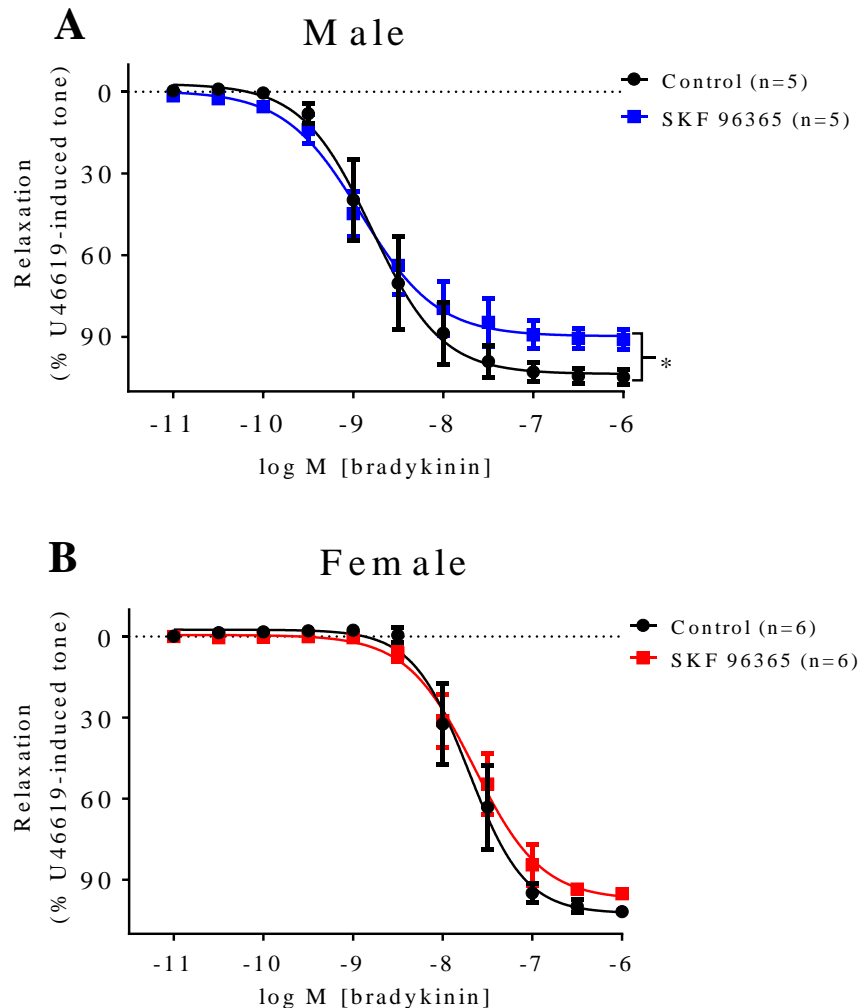 A
Male
Control (n=5)
SKF 96365 (n=5)
Relaxation
(% U46619-induced tone)
0
30
60
90
*
-11 -10 -9 -8 -7 -6
log M [bradykinin]
B
Female
Control (n=6)
SKF 96365 (n=6)
Relaxation
(% U46619-induced tone)
0
30
60
90
-11 -10 -9 -8 -7 -6
log M [bradykinin]